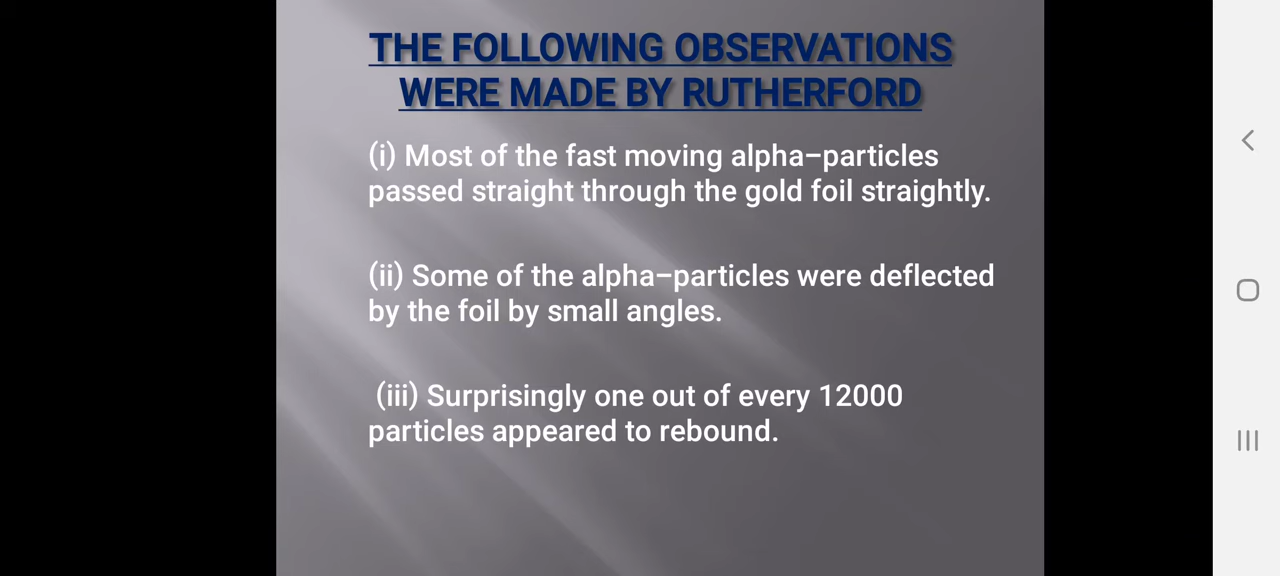 THE FOLLOWING OBSERVATIONS
WERE MADE BY RUTHERFORD
(i) Most of the fast moving alpha–particles
passed straight through the gold foil straightly.
(ii) Some of the alpha–particles were deflected
by the foil by small angles.
(iii) Surprisingly one out of every 12000
particles appeared to rebound.